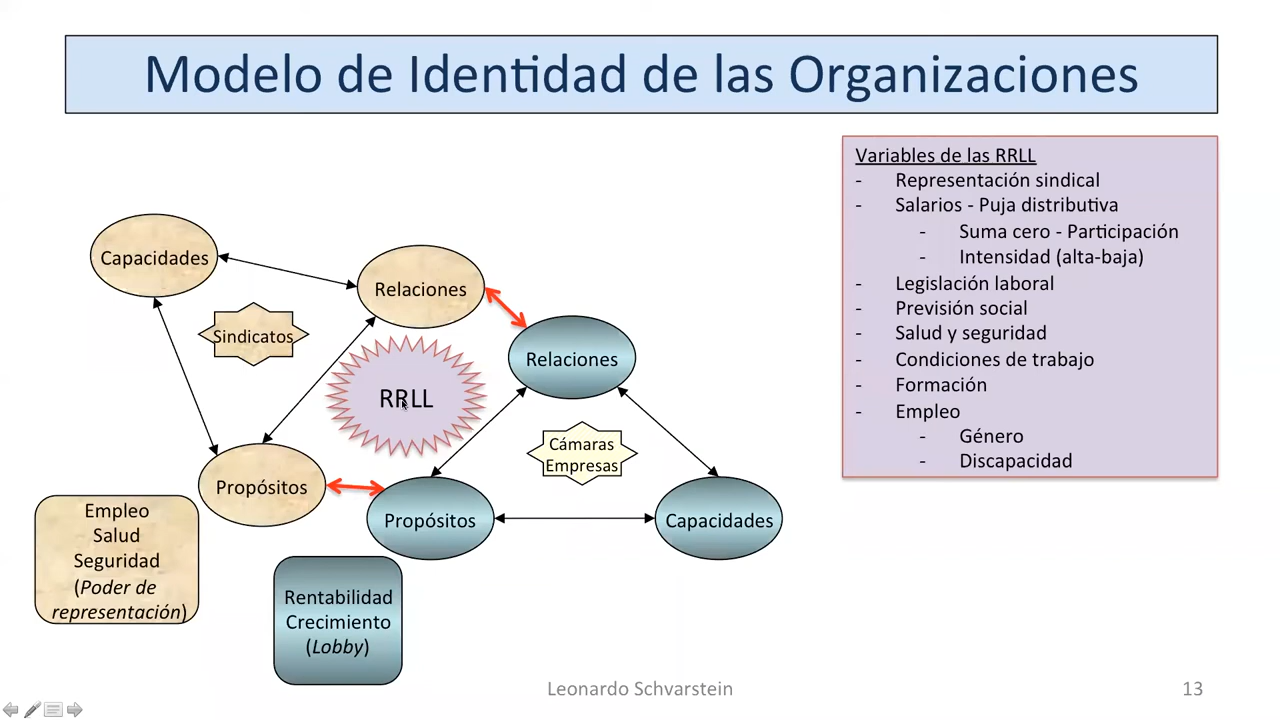 Modelo de Identidad de las Organizaciones
Capacidades
Relaciones
Sindicatos
Relaciones
RRLL
Cámaras
Empresas
Propósitos
Propósitos
Capacidades
Empleo
Salud
Seguridad
(Poder de
representación)
Rentabilidad
Crecimiento
(Lobby)
Variables de las RRLL
- Representación sindical
- Salarios - Puja distributiva
- Suma cero - Participación
- Intensidad (alta-baja)
- Legislación laboral
- Previsión social
- Salud y seguridad
- Condiciones de trabajo
- Formación
- Empleo
- Género
- Discapacidad
Leonardo Schvarstein
13